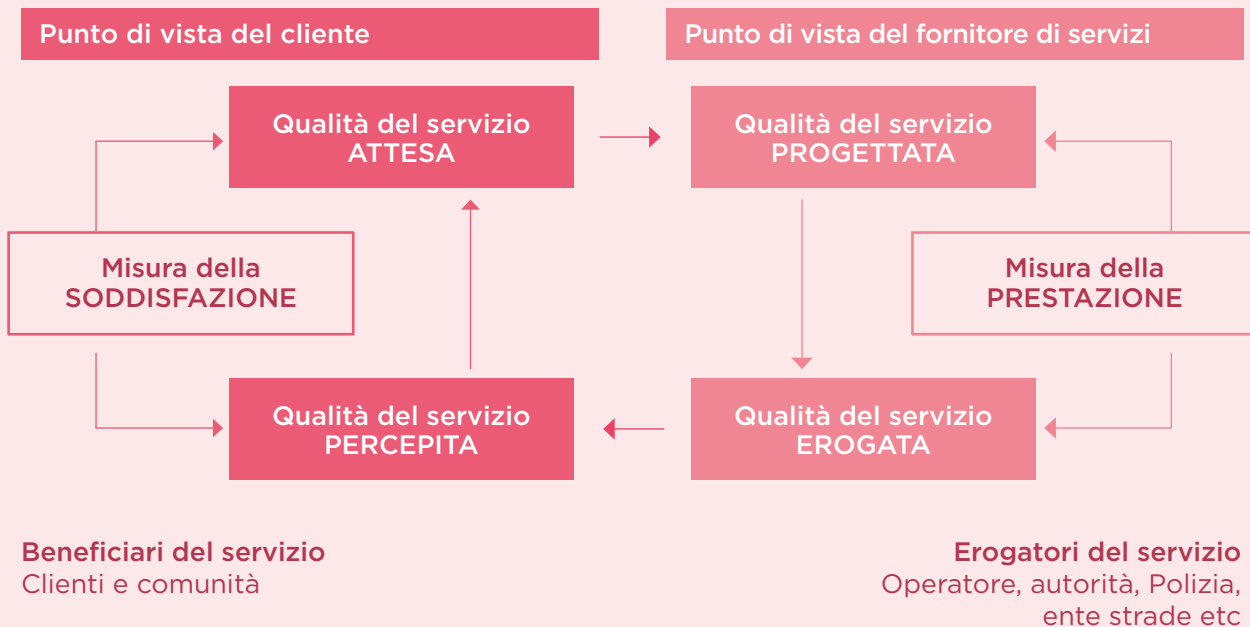 Punto di vista del cliente
Punto di vista del fornitore di servizi
Qualità del servizio
ATTESA
Qualità del servizio
PROGETTATA
Misura della
SODDISFAZIONE
Misura della
PRESTAZIONE
Qualità del servizio
PERCEPITA
Qualità del servizio
EROGATA
Beneficiari del servizio
Clienti e comunità
Erogatori del servizio
Operatore, autorità, Polizia,
ente strade etc